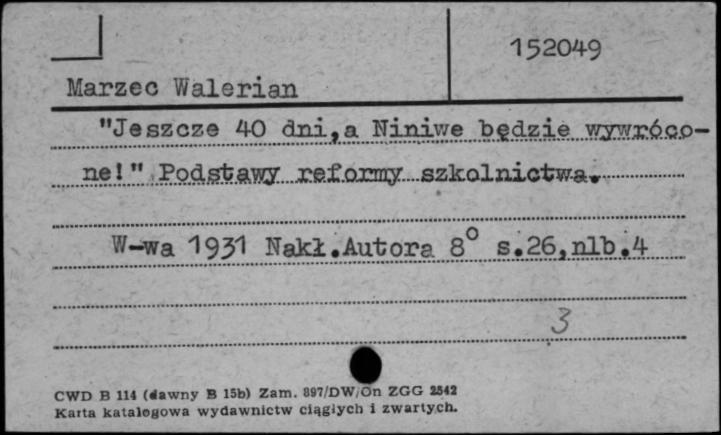 152049
Marzec Walerian
"Jeszcze 40 dni,a Niniwe będzie wywróco-
ne!" Podstawy reformy szkolnictwa.
W-wa 1931 Nakł.Autora 8° s.26,nlb.4
3
CWD B 114 (dawny B 15b) Zam. 897/DW/On ZGG 2542
Karta katalogowa wydawnictw ciągłych i zwartych.